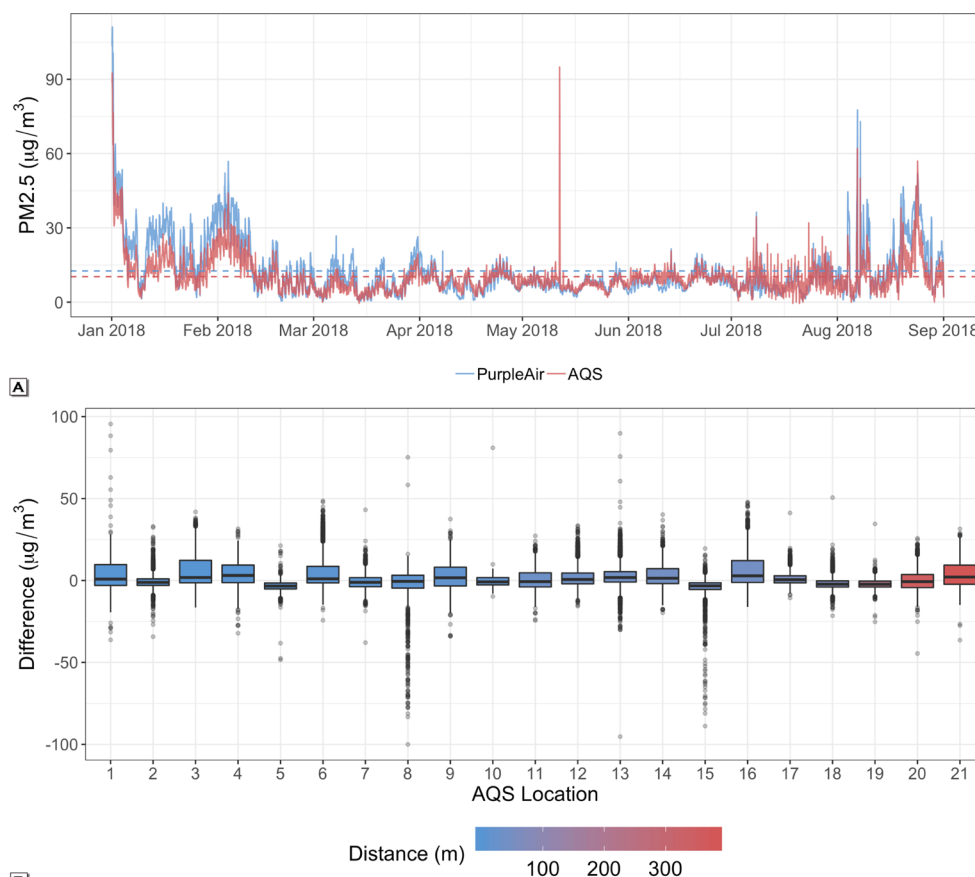 PM2.5 (μg/m³)
90
60
30
0
Jan 2018 Feb 2018 Mar 2018 Apr 2018 May 2018 Jun 2018 Jul 2018 Aug 2018 Sep 2018
PurpleAir AQS
A
Difference (μg/m³)
100
50
0
-50
-100
1 2 3 4 5 6 7 8 9 10 11 12 13 14 15 16 17 18 19 20 21
AQS Location
Distance (m)
100 200 300